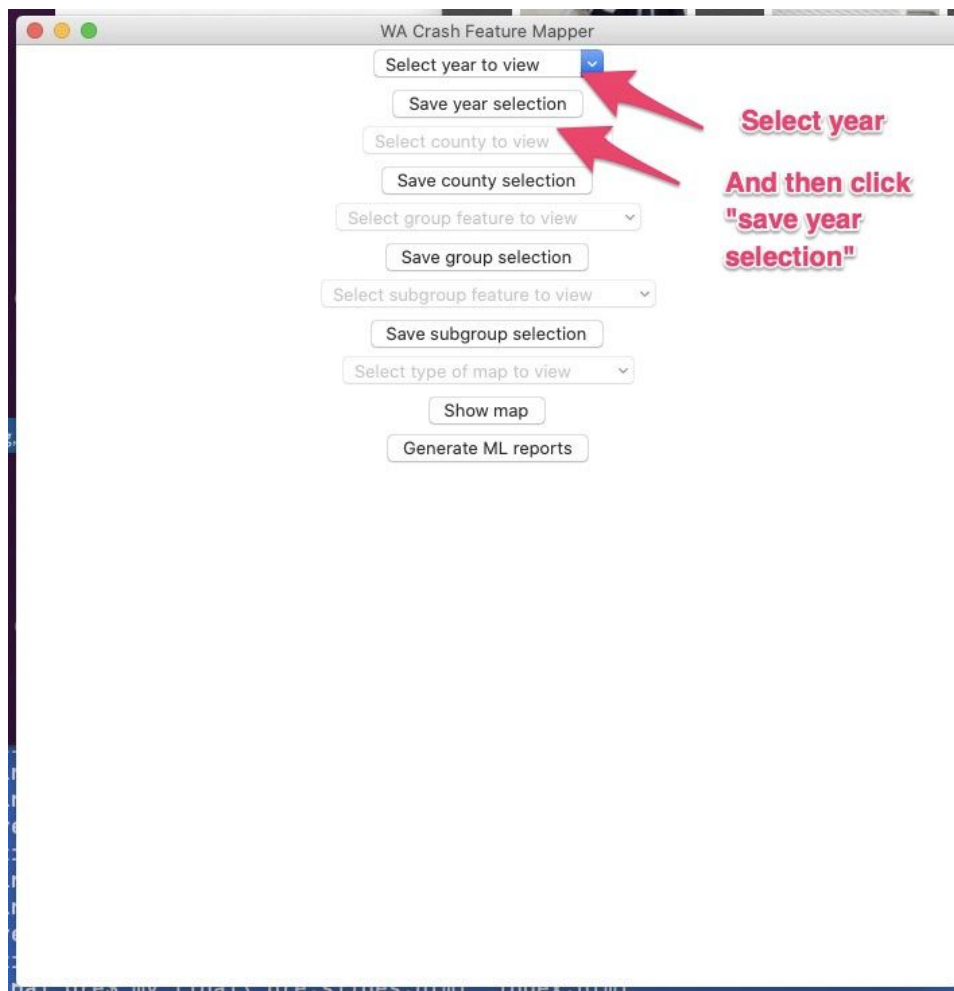 WA Crash Feature Mapper
Select year to view
Save year selection
Select year
Select county to view
Save county selection
And then click
"save year
selection"
Select group feature to view
Save group selection
Select subgroup feature to view
Save subgroup selection
Select type of map to view
Show map
Generate ML reports